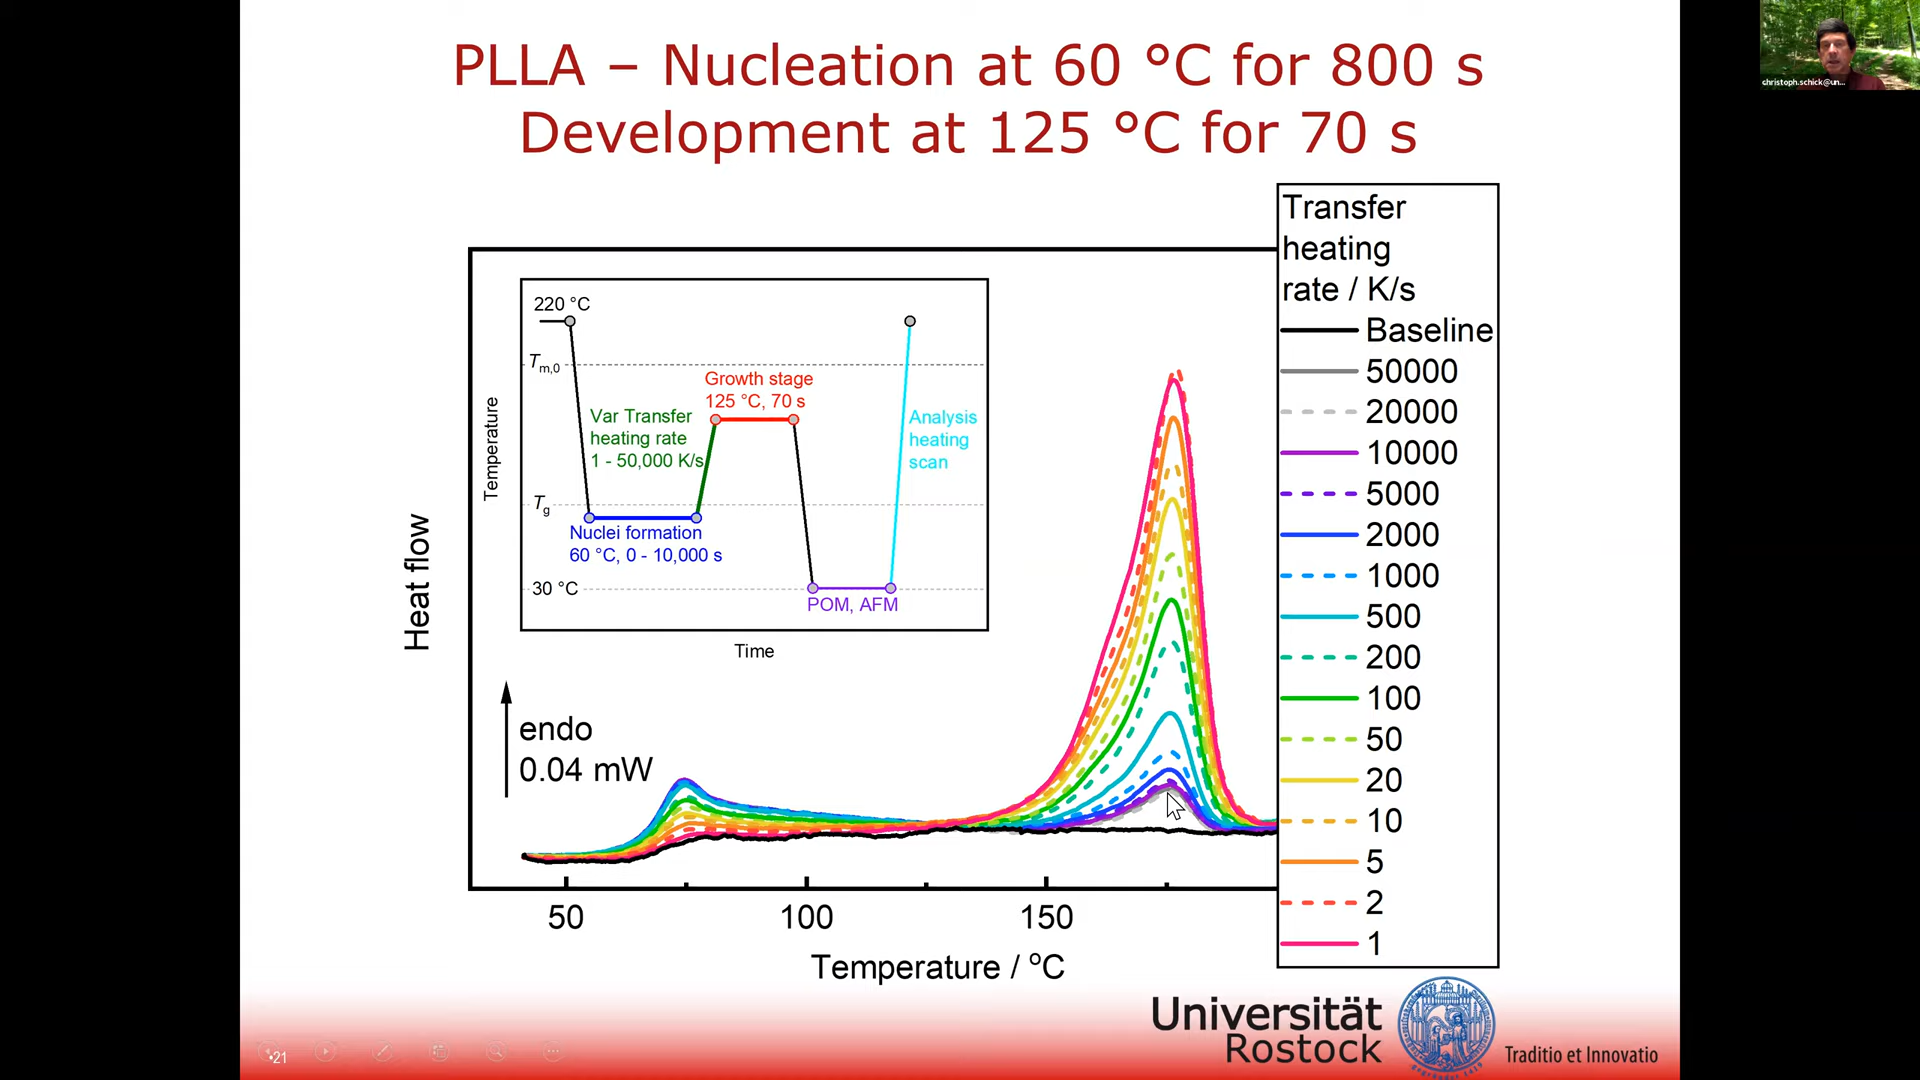 PLLA – Nucleation at 60 °C for 800 s
Development at 125 °C for 70 s
christoph.schick@un...
Transfer
heating
rate / K/s
Baseline
50000
20000
10000
5000
2000
1000
500
200
100
50
20
10
5
2
1
220 °C
Tm,0
Growth stage
125 °C, 70 s
Var Transfer
heating rate
1 - 50,000 K/s
Analysis
heating
scan
Temperature
Tg
Nuclei formation
60 °C, 0 - 10,000 s
30 °C
POM, AFM
Time
Heat flow
endo
0.04 mW
50
100
150
Temperature / °C
Universität
Rostock
Traditio et Innovatio
21